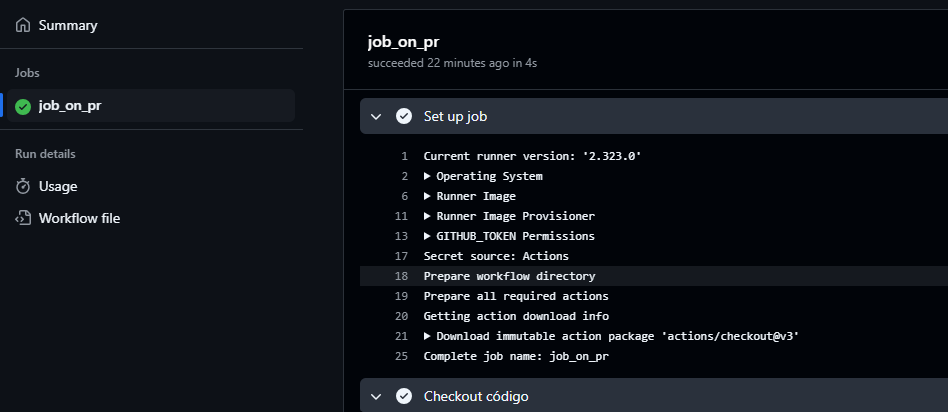 Summary
Jobs
job_on_pr
Run details
Usage
Workflow file
job_on_pr
succeeded 22 minutes ago in 4s
Set up job
1 Current runner version: '2.323.0'
2 Operating System
6 Runner Image
11 Runner Image Provisioner
13 GITHUB_TOKEN Permissions
17 Secret source: Actions
18 Prepare workflow directory
19 Prepare all required actions
20 Getting action download info
21 Download immutable action package 'actions/checkout@v3'
25 Complete job name: job_on_pr
Checkout código